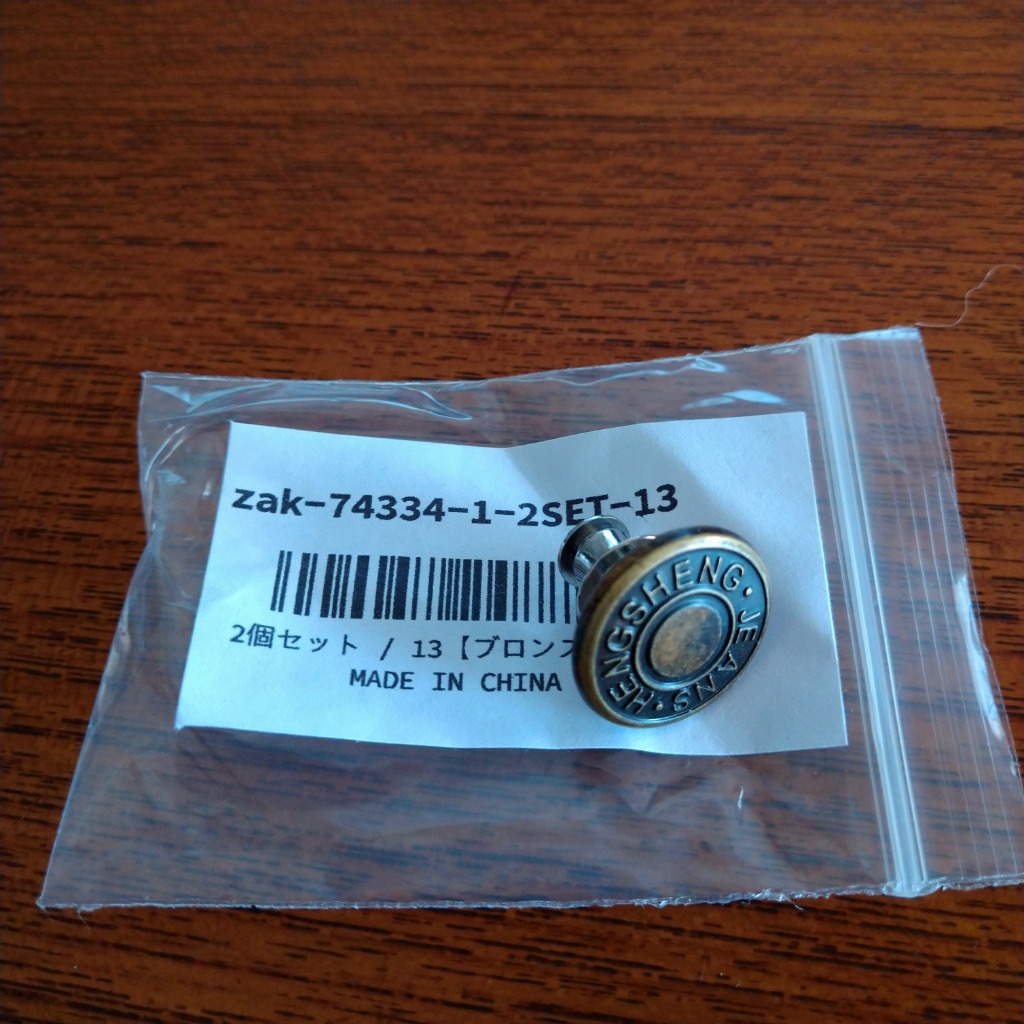 zak-74334-1-2SET-13
2個セット / 13【ブロンズ
MADE IN CHINA
HENGSHENG · JEANS ·